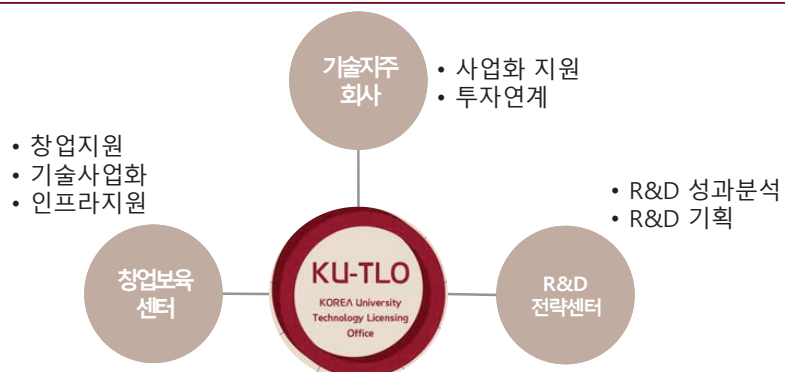 기술지주
회사
• 사업화 지원
• 투자연계
• 창업지원
• 기술사업화
• 인프라지원
• R&D 성과분석
• R&D 기획
창업보육
센터
KU-TLO
KOREA University
Technology Licensing
Office
R&D
전략센터